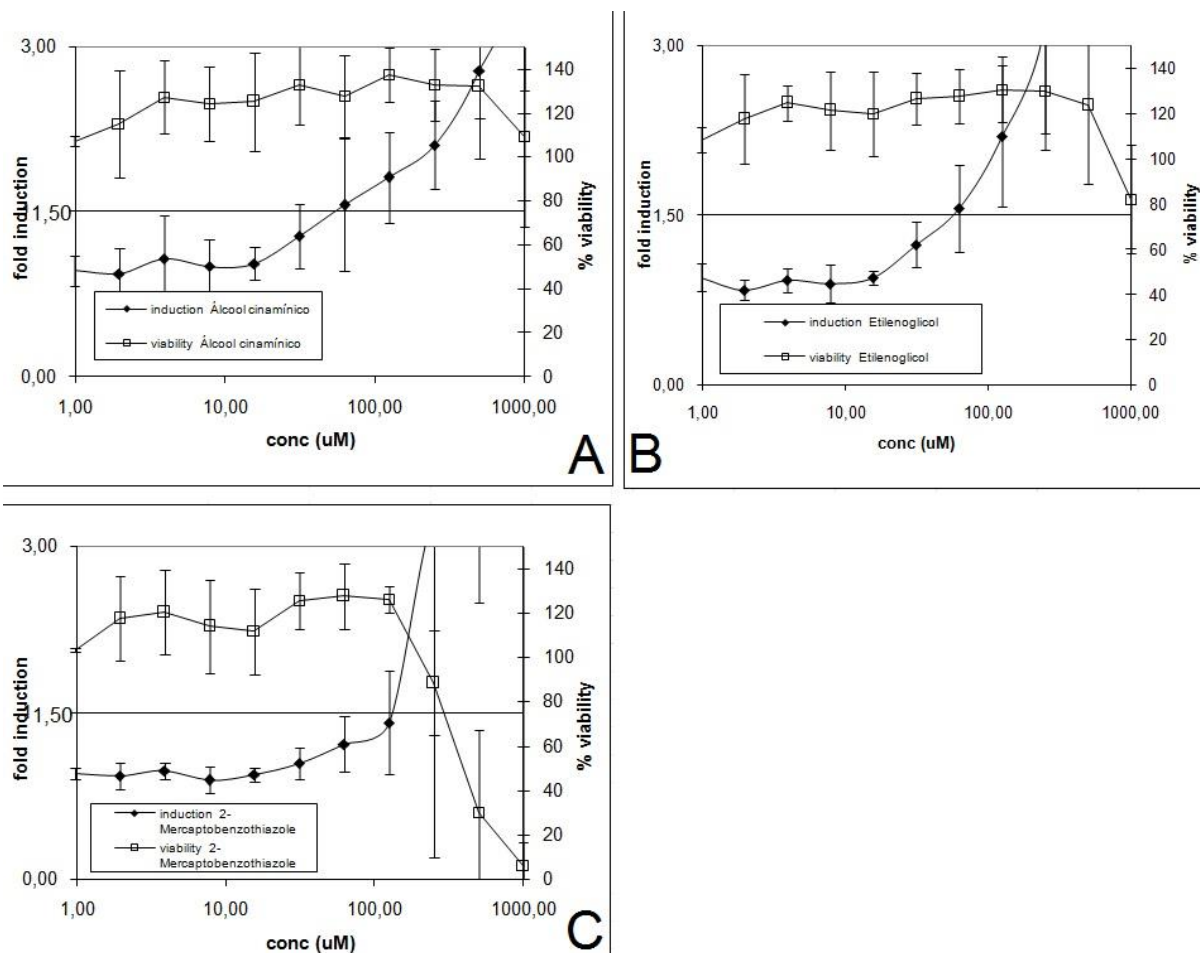 3,00
1,50
0,00
fold induction
140
120
100
80
60
40
20
0
% viability
induction Álcool cinamínico
viability Álcool cinamínico
1,00
10,00
100,00
1000,00
conc (uM)
A
3,00
1,50
0,00
fold induction
140
120
100
80
60
40
20
0
% viability
induction Etilenoglicol
viability Etilenoglicol
1,00
10,00
100,00
1000,00
conc (uM)
B
3,00
1,50
0,00
fold induction
140
120
100
80
60
40
20
0
% viability
induction 2-
Mercaptobenzothiazole
viability 2-
Mercaptobenzothiazole
1,00
10,00
100,00
1000,00
conc (uM)
C